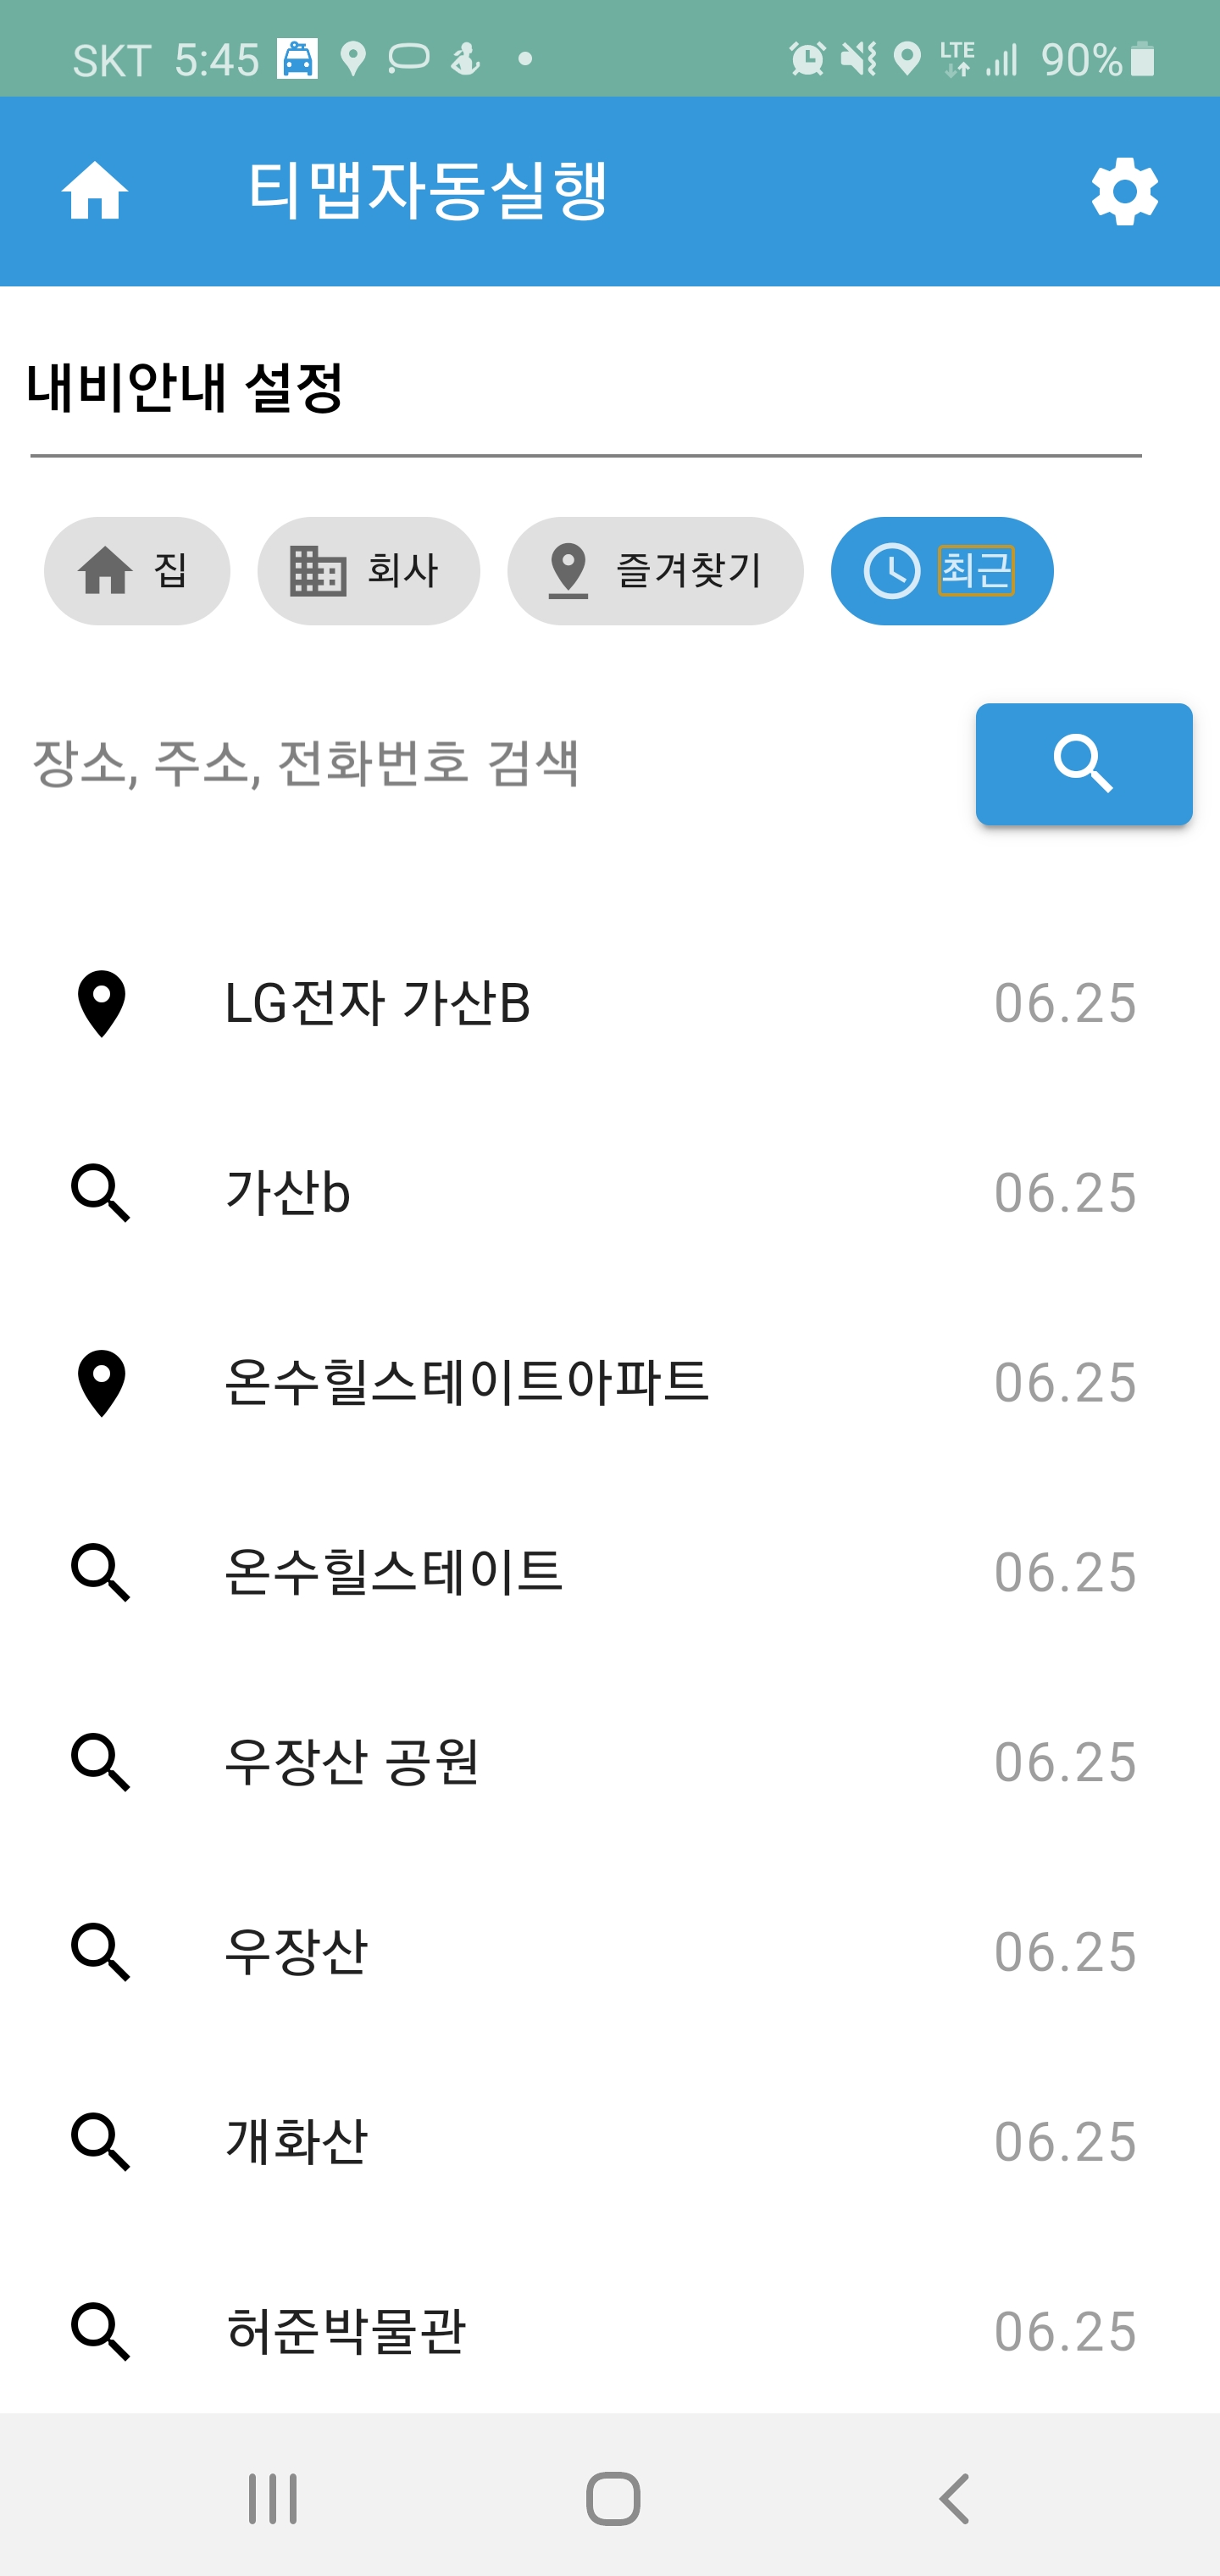 SKT 5:45 LTE 90%
티맵자동실행
내비안내 설정
집 회사 즐겨찾기 최근
장소, 주소, 전화번호 검색
LG전자 가산B 06.25
가산b 06.25
온수힐스테이트아파트 06.25
온수힐스테이트 06.25
우장산 공원 06.25
우장산 06.25
개화산 06.25
허준박물관 06.25